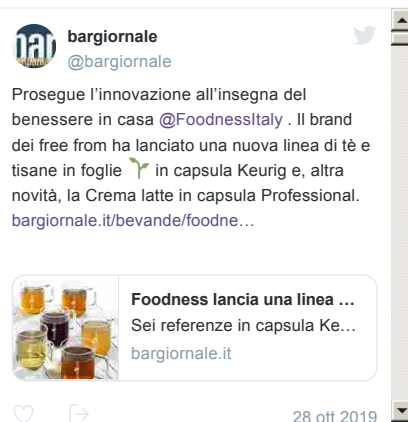 bar
bargiornale
@bargiornale
Prosegue l’innovazione all’insegna del
benessere in casa @FoodnessItaly . Il brand
dei free from ha lanciato una nuova linea di tè e
tisane in foglie 🌱 in capsula Keurig e, altra
novità, la Crema latte in capsula Professional.
bargiornale.it/bevande/foodne…
Foodness lancia una linea …
Sei referenze in capsula Ke…
bargiornale.it
28 ott 2019